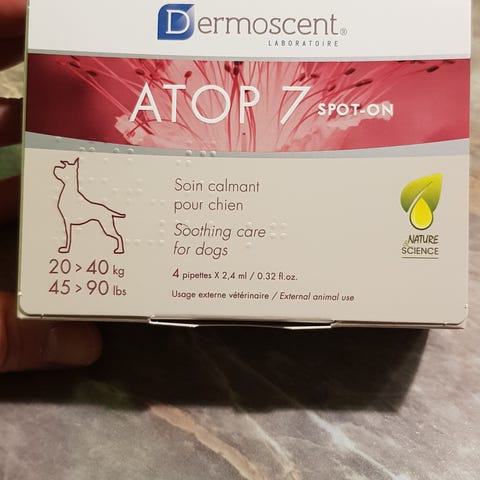 Dermoscent®
LABORATOIRE
ATOP 7 SPOT-ON
Soin calmant
pour chien
Soothing care
for dogs
20 > 40 kg
45 > 90 lbs
4 pipettes X 2,4 ml / 0.32 fl.oz.
Usage externe vétérinaire / External animal use
NATURE
SCIENCE